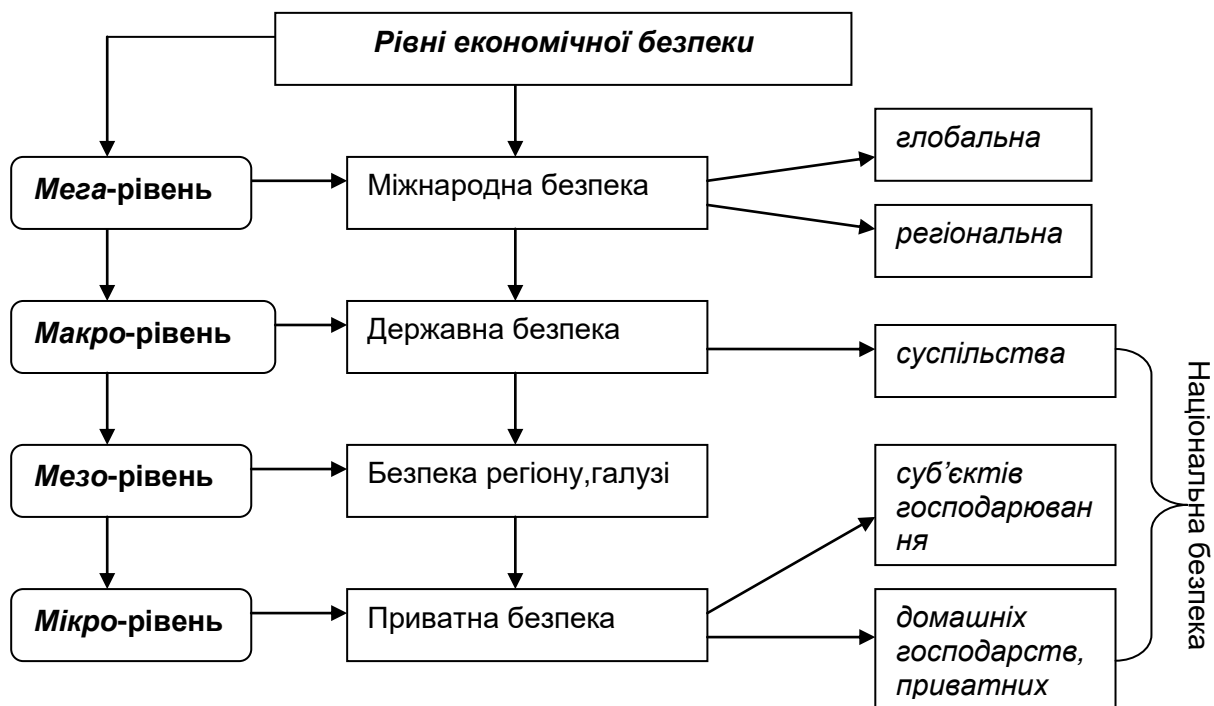 Рівні економічної безпеки
Мега-рівень
Міжнародна безпека
глобальна
регіональна
Макро-рівень
Державна безпека
суспільства
Мезо-рівень
Безпека регіону,галузі
суб’єктів
господарюван
ня
Мікро-рівень
Приватна безпека
домашніх
господарств,
приватних
Національна безпека